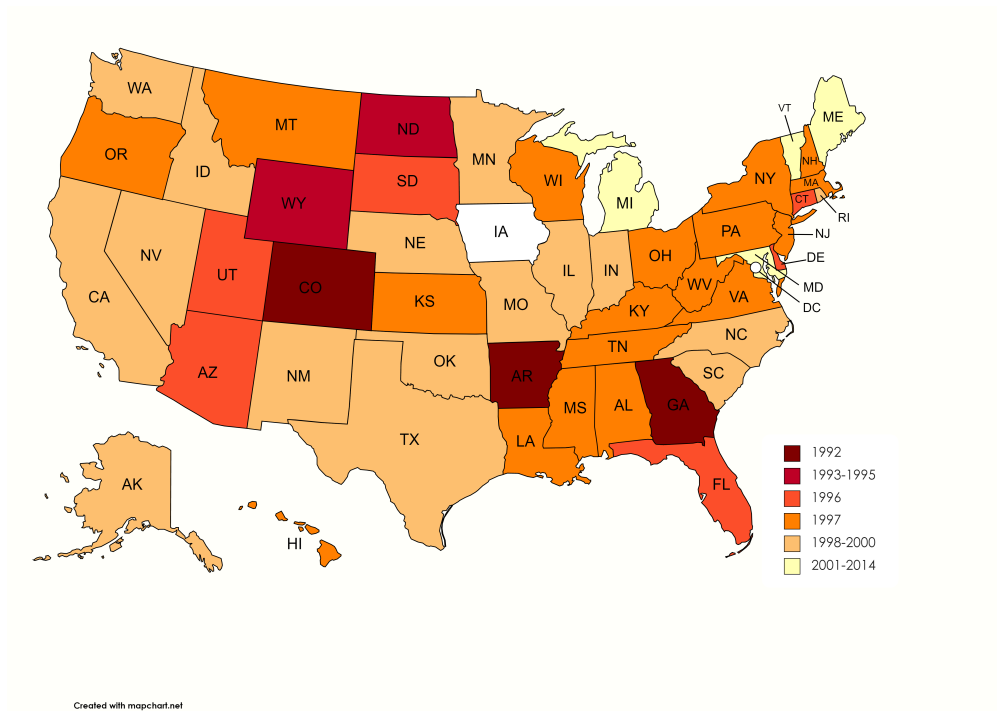 WA
MT
ND
MN
OR
ID
WY
SD
WI
MI
VT
ME
NH
NY
MA
CT
RI
NV
UT
CO
NE
IA
IL
IN
OH
PA
NJ
DE
MD
DC
CA
KS
MO
KY
WV
VA
AZ
NM
OK
AR
TN
NC
SC
TX
LA
MS
AL
GA
FL
AK
HI
1992
1993-1995
1996
1997
1998-2000
2001-2014
Created with mapchart.net